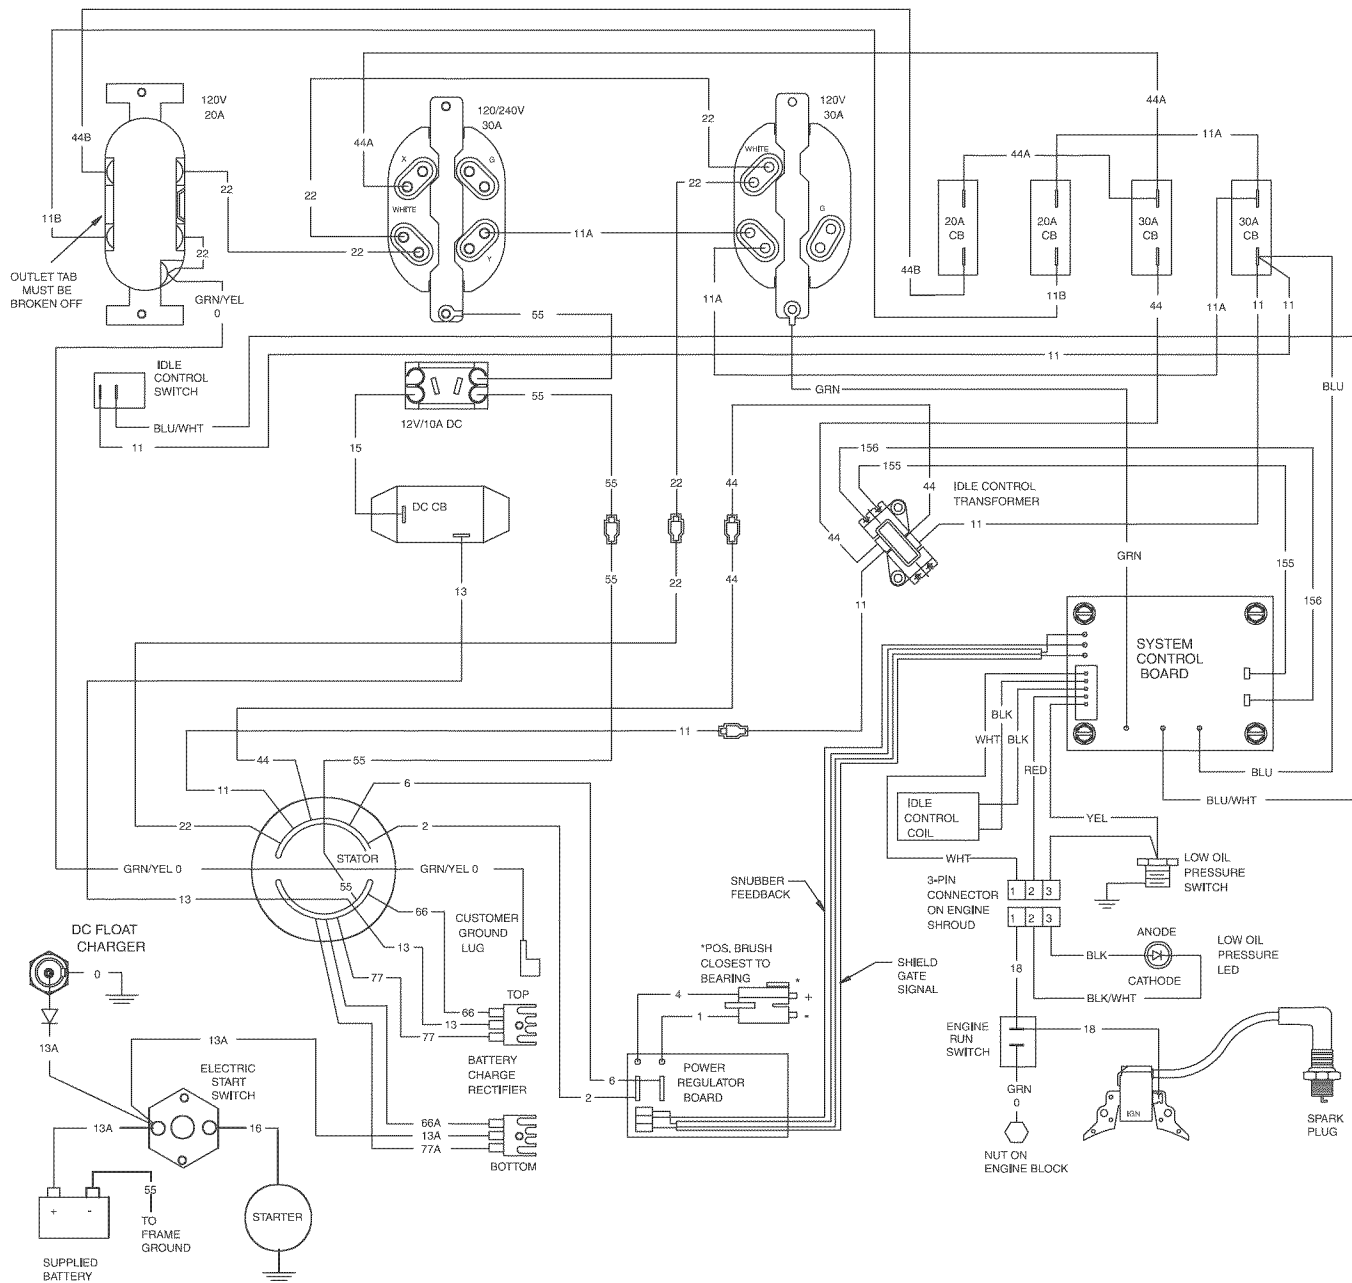 120V
20A
44B
22
11B
22
OUTLET TAB
MUST BE
BROKEN OFF
GRN/YEL
0
120/240V
30A
44A
X
G
WHITE
Y
22
22
11A
55
22
22
120V
30A
WHITE
G
11A
44A
11A
44A
20A
CB
20A
CB
30A
CB
30A
CB
44B
11B
44
11A
11
11
11
BLU
IDLE
CONTROL
SWITCH
BLU/WHT
11
12V/10A DC
55
15
DC CB
13
55
22
44
55
22
44
GRN
156
155
44
IDLE CONTROL
TRANSFORMER
11
44
11
GRN
155
156
SYSTEM
CONTROL
BOARD
11
BLK
WHT
BLK
RED
BLU
BLU/WHT
YEL
IDLE
CONTROL
COIL
44
55
6
11
22
2
STATOR
GRN/YEL 0
GRN/YEL 0
55
13
66
13
77
CUSTOMER
GROUND
LUG
WHT
3-PIN
CONNECTOR
ON ENGINE
SHROUD
1 2 3
1 2 3
LOW OIL
PRESSURE
SWITCH
SNUBBER
FEEDBACK
SHIELD
GATE
SIGNAL
*POS. BRUSH
CLOSEST TO
BEARING
*
+
-
4
1
ANODE
CATHODE
BLK
BLK/WHT
LOW OIL
PRESSURE
LED
18
DC FLOAT
CHARGER
0
13A
13A
ELECTRIC
START
SWITCH
13A
16
+ -
55
TO
FRAME
GROUND
SUPPLIED
BATTERY
STARTER
TOP
66
13
77
BATTERY
CHARGE
RECTIFIER
66A
13A
77A
BOTTOM
6
2
POWER
REGULATOR
BOARD
ENGINE
RUN
SWITCH
18
GRN
0
NUT ON
ENGINE BLOCK
IGN
SPARK
PLUG